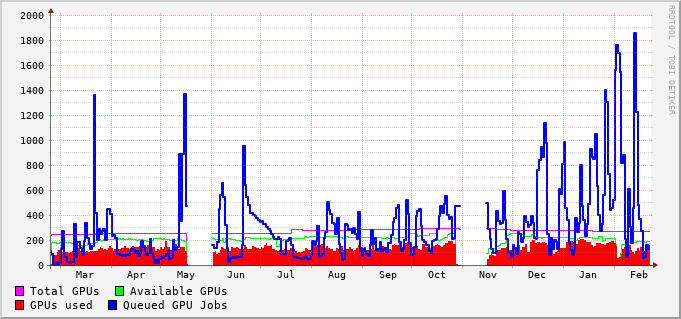 2000
1800
1600
1400
1200
1000
800
600
400
200
0
Mar Apr May Jun Jul Aug Sep Oct Nov Dec Jan Feb
Total GPUs Available GPUs
GPUs used Queued GPU Jobs
RRDTOOL / TOBI OETIKER